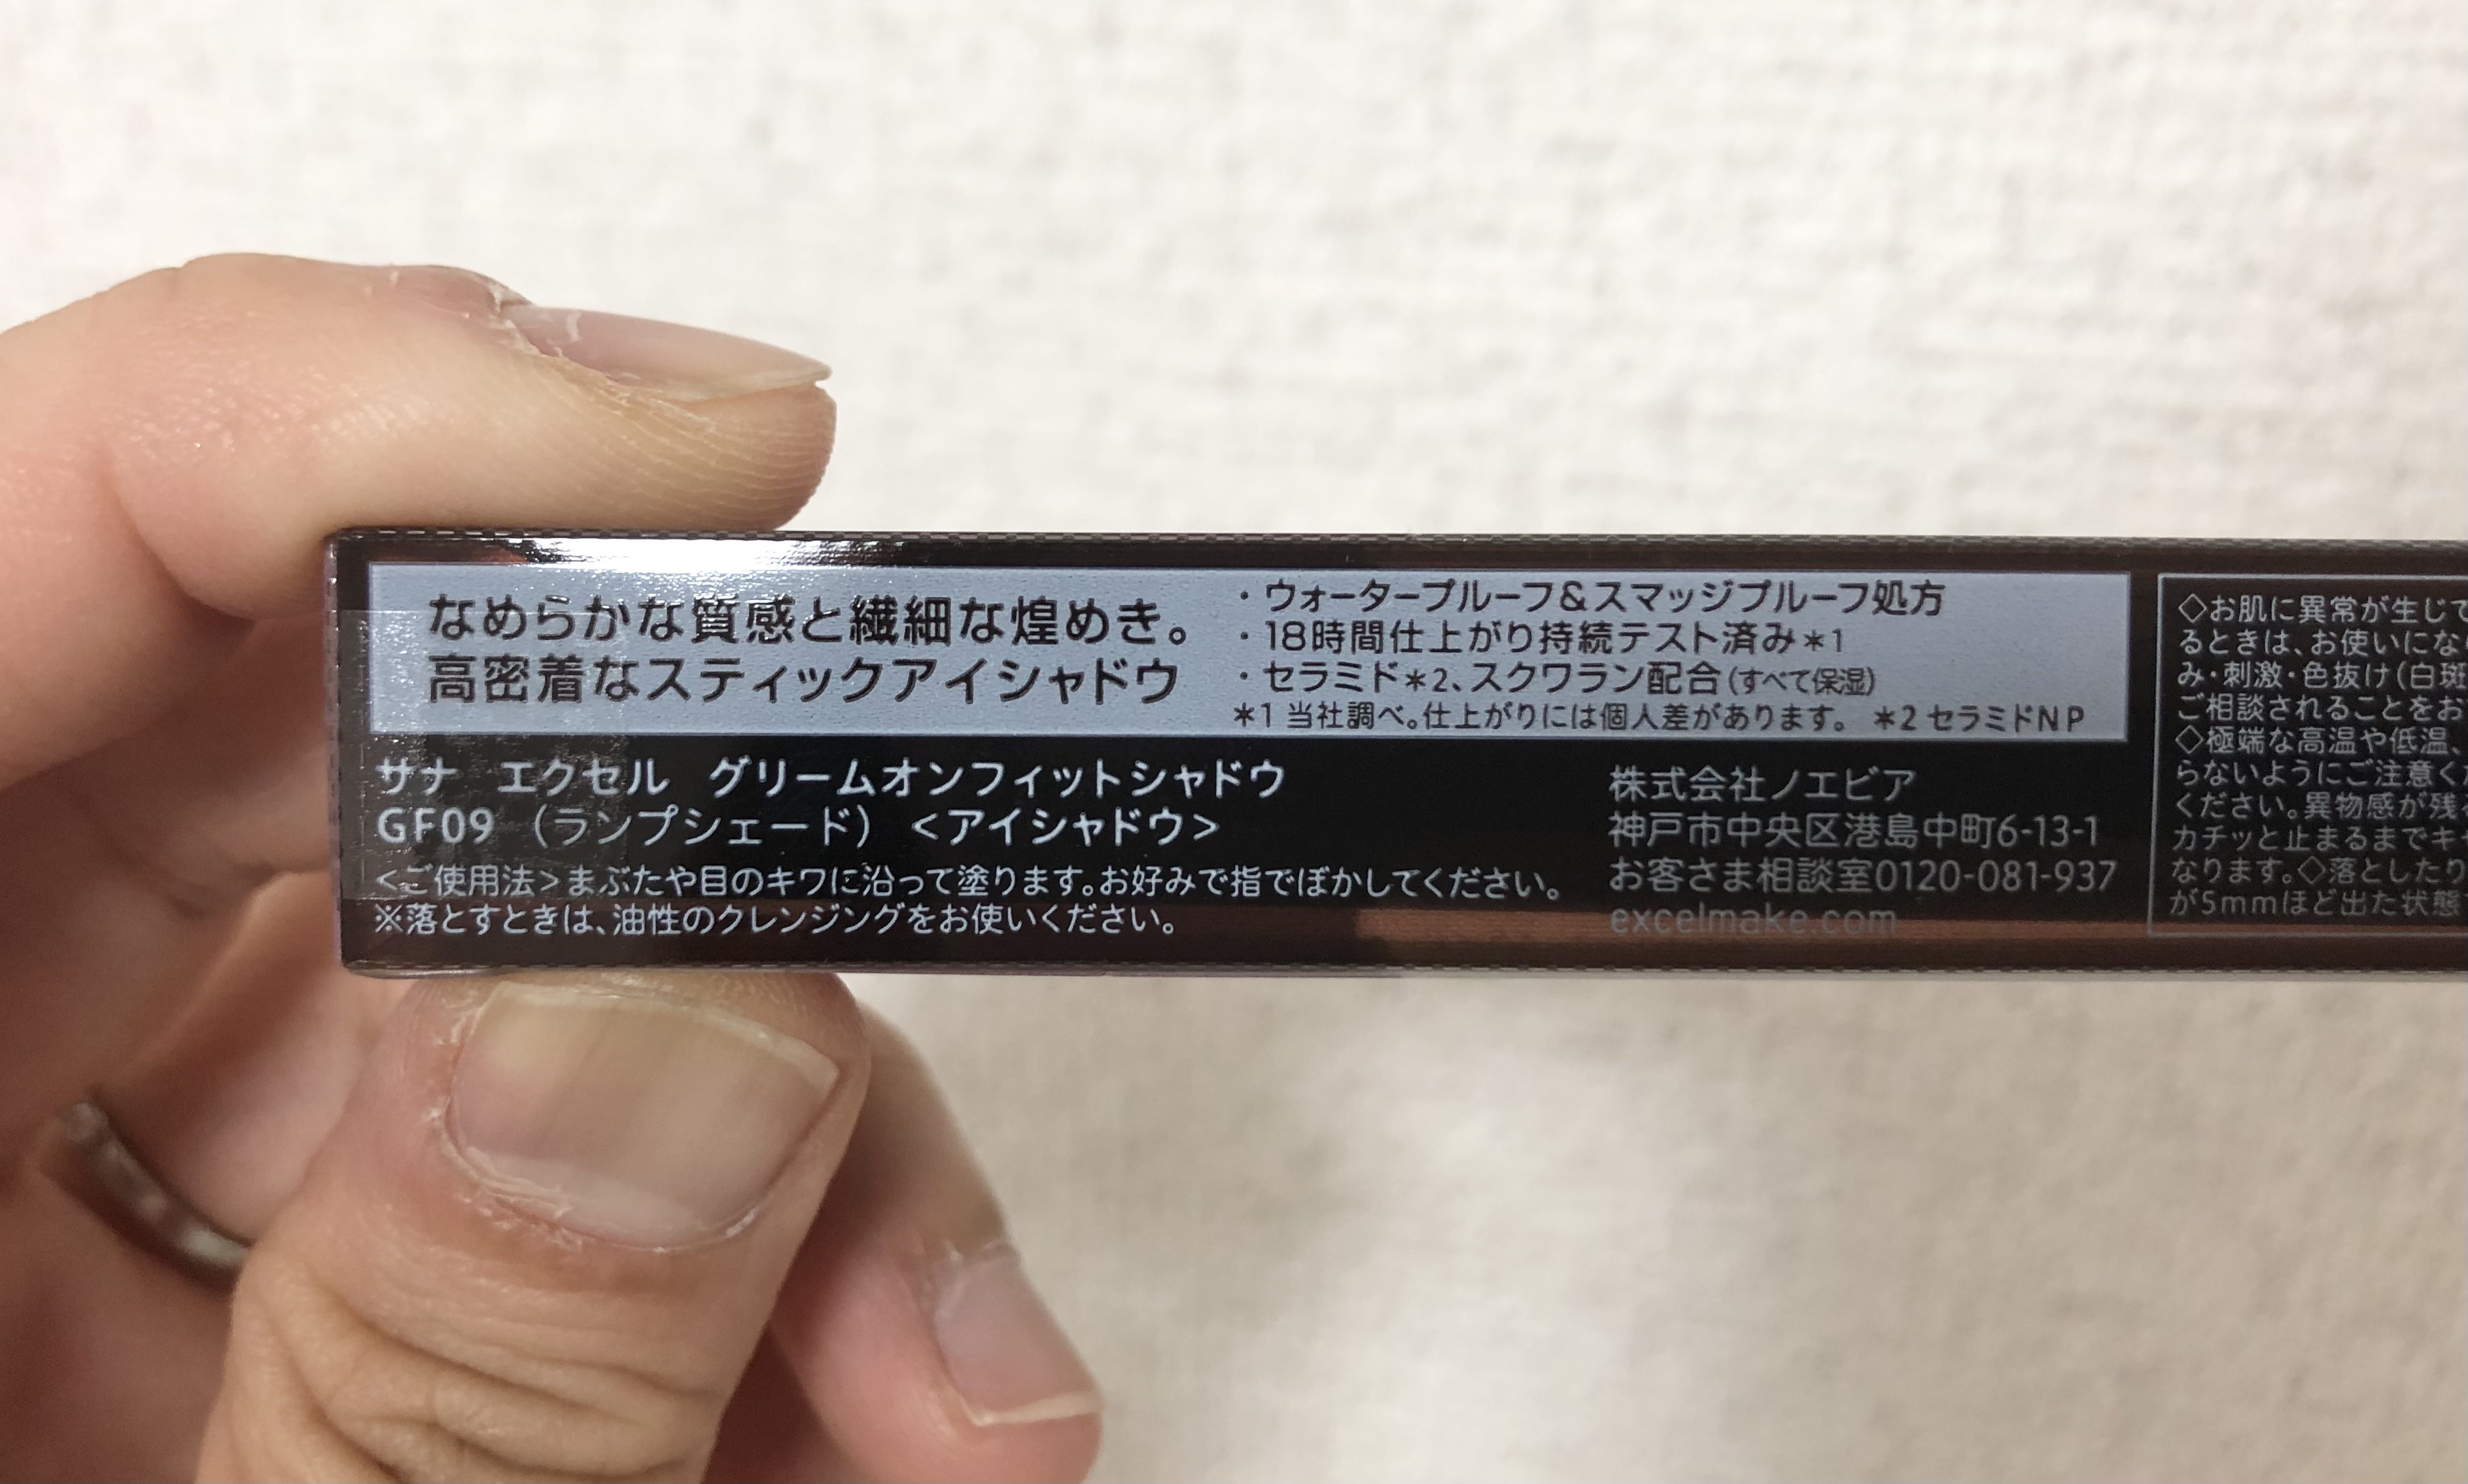 なめらかな質感と繊細な煌めき。
高密着なスティックアイシャドウ
・ウォータープルーフ&スマッジプルーフ処方
・18時間仕上がり持続テスト済み＊1
・セラミド＊2、スクワラン配合(すべて保湿)
＊1 当社調べ。仕上がりには個人差があります。 ＊2 セラミドNP
サナ エクセル グリームオンフィットシャドウ
GF09 （ランプシェード） <アイシャドウ>
<ご使用法>まぶたや目のキワに沿って塗ります。お好みで指でぼかしてください。
※落とすときは、油性のクレンジングをお使いください。
株式会社ノエビア
神戸市中央区港島中町6-13-1
お客さま相談室0120-081-937
excelmake.com
◇お肌に異常が生じて
るときは、お使いにな
み・刺激・色抜け(白斑
ご相談されることをお
◇極端な高温や低温、
らないようにご注意く
ください。異物感が残
カチッと止まるまでキ
なります。◇落としたり
が5mmほど出た状態